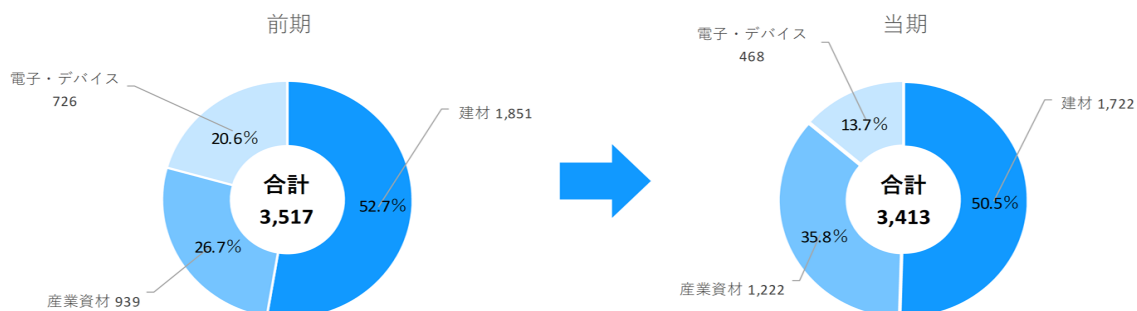 前期
電子・デバイス
726
建材 1,851
20.6%
合計
3,517
52.7%
26.7%
産業資材 939
当期
電子・デバイス
468
建材 1,722
13.7%
合計
3,413
50.5%
35.8%
産業資材 1,222